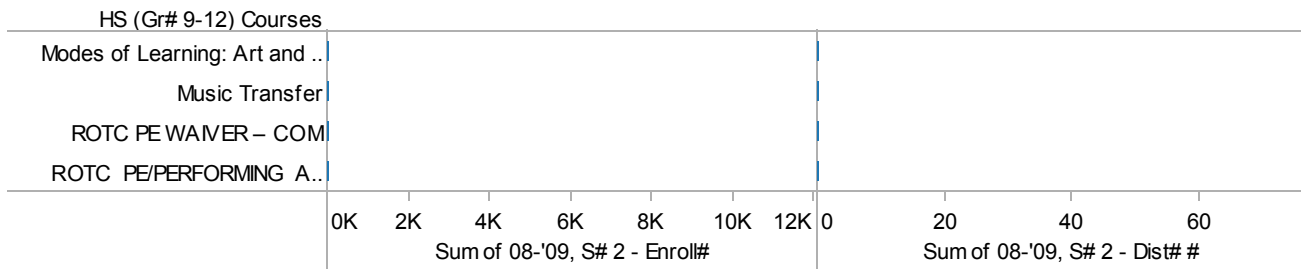 HS (Gr# 9-12) Courses
Modes of Learning: Art and ..
Music Transfer
ROTC PE WAIVER – COM
ROTC PE/PERFORMING A..
0K 2K 4K 6K 8K 10K 12K 0 20 40 60
Sum of 08-'09, S# 2 - Enroll# Sum of 08-'09, S# 2 - Dist# #